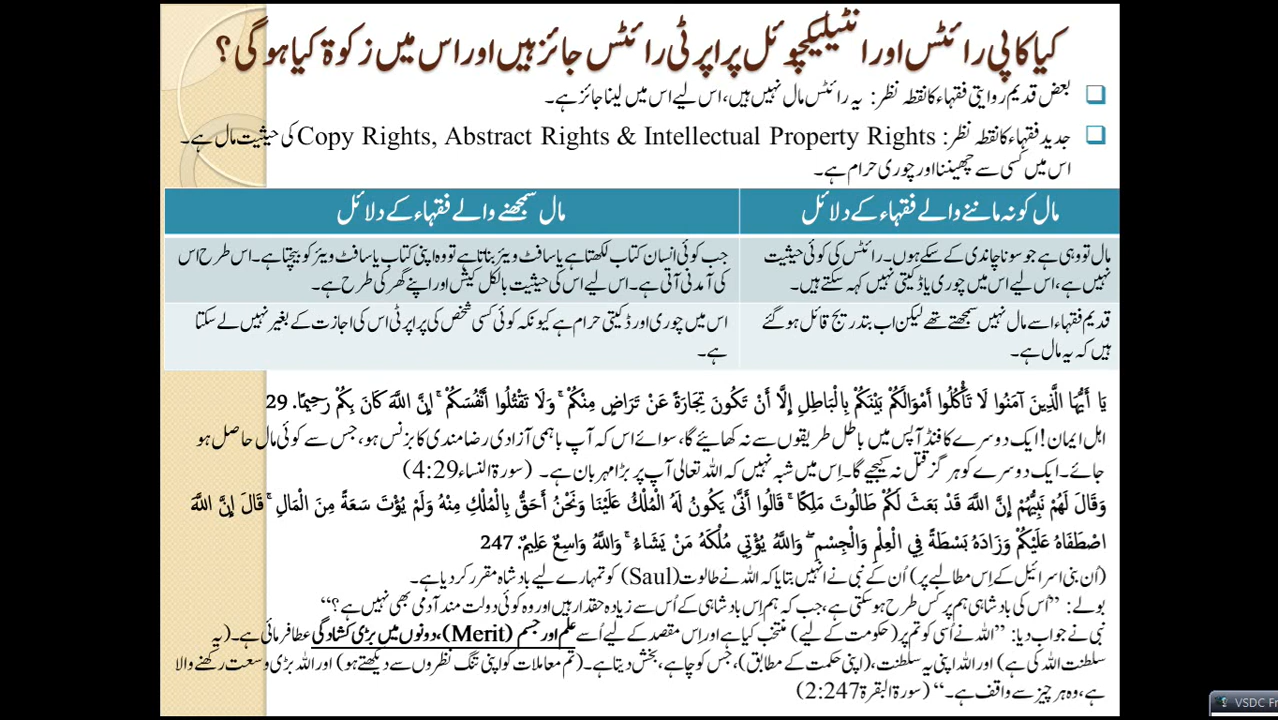 کیا کاپی رائٹس اور انٹیلیکچوئل پراپرٹی رائٹس جائز ہیں اور اس میں زکوۃ کیا ہو گی؟
بعض قدیم روایتی فقہاء کا نقطہ نظر: یہ رائٹس مال نہیں ہیں، اس لیے اس میں لینا جائز ہے۔
جدید فقہاء کا نقطہ نظر: Copy Rights, Abstract Rights & Intellectual Property Rights کی حیثیت مال ہے۔
اس میں کسی سے چھیننا اور چوری حرام ہے۔
مال کو نہ ماننے والے فقہاء کے دلائل
مال سمجھنے والے فقہاء کے دلائل
مال تو وہی ہے جو سونا چاندی کے سکے ہوں۔ رائٹس کی کوئی حیثیت
نہیں ہے، اس لیے اس میں چوری یا ڈکیتی نہیں کہہ سکتے ہیں۔
جب کوئی انسان کتاب لکھتا ہے یا سافٹ ویئر بناتا ہے تو وہ اپنی کتاب یا سافٹ ویئر کو بیچتا ہے۔ اس طرح اس
کی آمدنی آتی ہے۔ اس لیے اس کی حیثیت بالکل کیش اور اپنے گھر کی طرح ہے۔
قدیم فقہاء اسے مال نہیں سمجھتے تھے لیکن اب بتدریج قائل ہو گئے
ہیں کہ یہ مال ہے۔
اس میں چوری اور ڈکیتی حرام ہے کیونکہ کوئی کسی شخص کی پراپرٹی اس کی اجازت کے بغیر نہیں لے سکتا
ہے۔
يَا أَيُّهَا الَّذِينَ آمَنُوا لَا تَأْكُلُوا أَمْوَالَكُمْ بَيْنَكُمْ بِالْبَاطِلِ إِلَّا أَنْ تَكُونَ تِجَارَةً عَنْ تَرَاضٍ مِنْكُمْ ۚ وَلَا تَقْتُلُوا أَنْفُسَكُمْ ۚ إِنَّ اللَّهَ كَانَ بِكُمْ رَحِيمًا. 29
اہل ایمان! ایک دوسرے کا فنڈ آپس میں باطل طریقوں سے نہ کھائیے گا، سوائے اس کہ آپ باہمی آزادی رضامندی کا بزنس ہو، جس سے کوئی مال حاصل ہو
جائے۔ ایک دوسرے کو ہر گز قتل نہ کیجیے گا۔ اِس میں شبہ نہیں کہ اللہ تعالی آپ پر بڑا مہربان ہے۔ (سورۃ النساء 4:29)
وَقَالَ لَهُمْ نَبِيُّهُمْ إِنَّ اللَّهَ قَدْ بَعَثَ لَكُمْ طَالُوتَ مَلِكًا ۚ قَالُوا أَنَّىٰ يَكُونُ لَهُ الْمُلْكُ عَلَيْنَا وَنَحْنُ أَحَقُّ بِالْمُلْكِ مِنْهُ وَلَمْ يُؤْتَ سَعَةً مِنَ الْمَالِ ۚ قَالَ إِنَّ اللَّهَ
اصْطَفَاهُ عَلَيْكُمْ وَزَادَهُ بَسْطَةً فِي الْعِلْمِ وَالْجِسْمِ ۖ وَاللَّهُ يُؤْتِي مُلْكَهُ مَنْ يَشَاءُ ۚ وَاللَّهُ وَاسِعٌ عَلِيمٌ. 247
(اُن بنی اسرائیل کے اِس مطالبے پر) اُن کے نبی نے انہیں بتایا کہ اللہ نے طالوت (Saul) کو تمہارے لیے بادشاہ مقرر کر دیا ہے۔
بولے: ”اُس کی بادشاہی ہم پر کس طرح ہو سکتی ہے، جب کہ ہم اِس بادشاہی کے اُس سے زیادہ حقدار ہیں اور وہ کوئی دولت مند آدمی بھی نہیں ہے؟“
نبی نے جواب دیا: ”اللہ نے اُسی کو تم پر (حکومت کے لیے) منتخب کیا ہے اور اِس مقصد کے لیے اُسے علم اور جسم (Merit)، دونوں میں بڑی کشادگی عطا فرمائی ہے۔ (یہ
سلطنت اللہ کی ہے) اور اللہ اپنی یہ سلطنت، (اپنی حکمت کے مطابق)، جس کو چاہے، بخش دیتا ہے۔ (تم معاملات کو اپنی تنگ نظروں سے دیکھتے ہو) اور اللہ بڑی وسعت رکھنے والا
ہے، وہ ہر چیز سے واقف ہے۔“ (سورۃ البقرۃ 2:247)
VSDC Fr